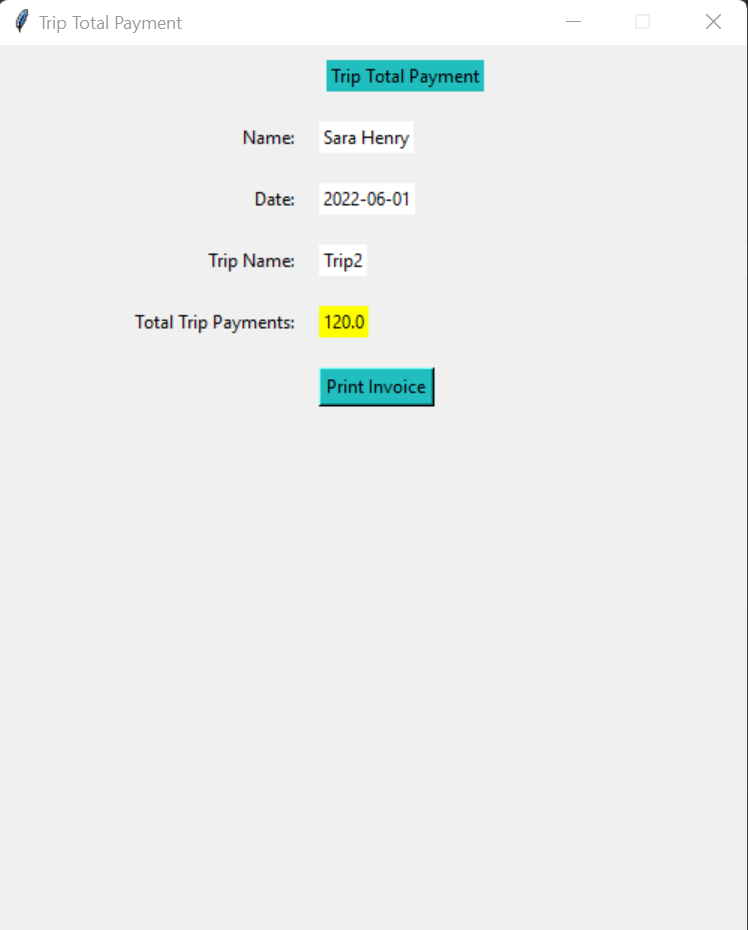 Trip Total Payment
Trip Total Payment
Name: Sara Henry
Date: 2022-06-01
Trip Name: Trip2
Total Trip Payments: 120.0
Print Invoice